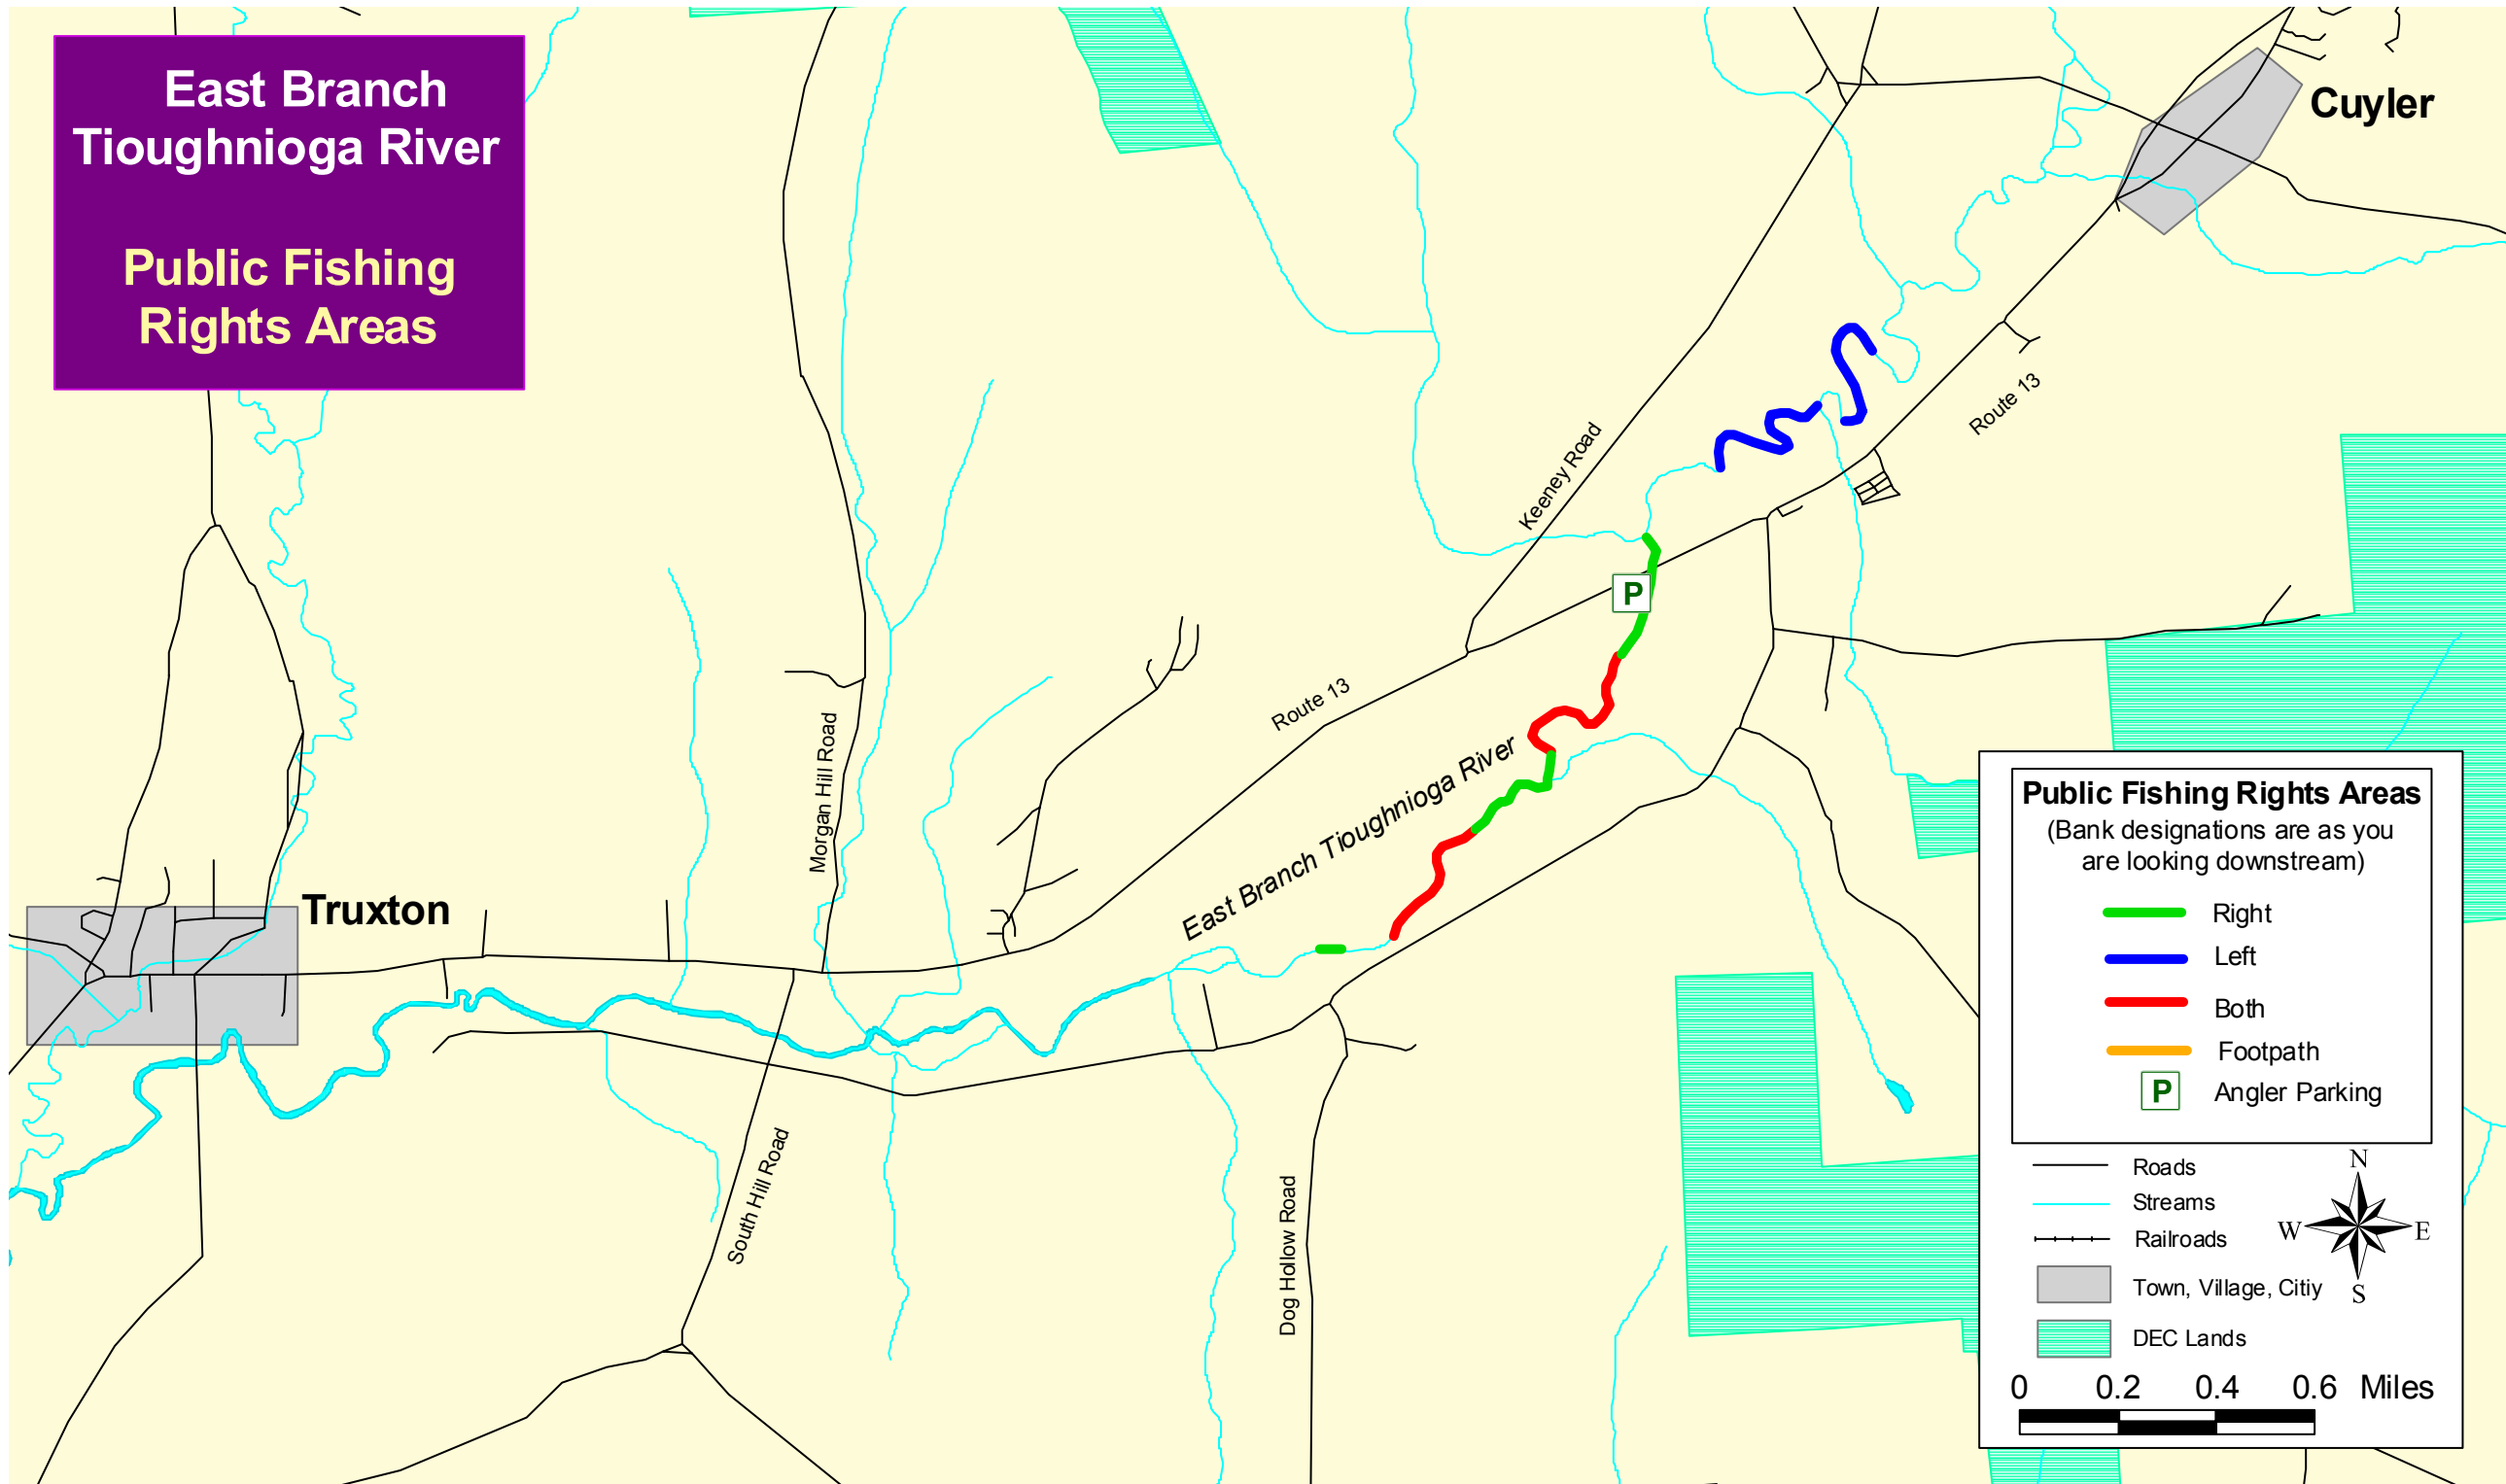 East Branch
Tioughnioga River
Public Fishing
Rights Areas
Cuyler
Route 13
Keeney Road
Route 13
Morgan Hill Road
East Branch Tioughnioga River
Truxton
South Hill Road
Dog Hollow Road
P
Public Fishing Rights Areas
(Bank designations are as you
are looking downstream)
Right
Left
Both
Footpath
P Angler Parking
Roads
Streams
Railroads
Town, Village, Citiy
DEC Lands
N
W E
S
0 0.2 0.4 0.6 Miles